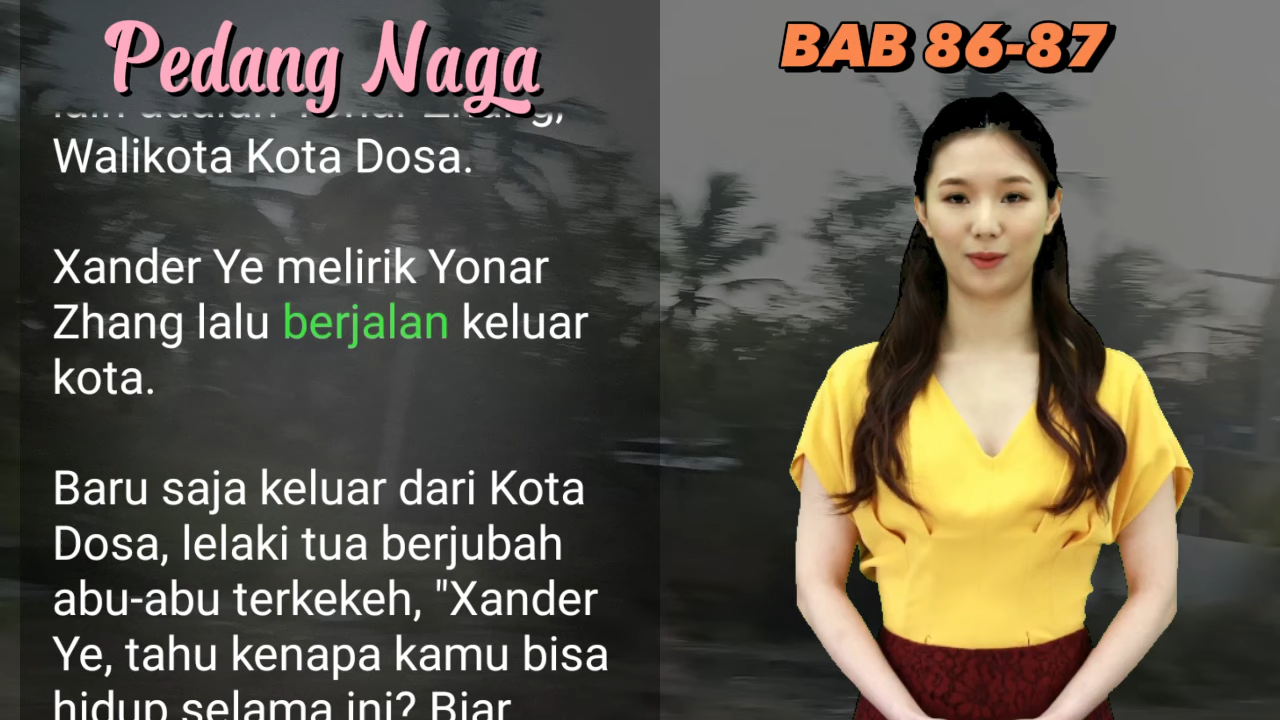 Pedang Naga
BAB 86-87
Walikota Kota Dosa.
Xander Ye melirik Yonar
Zhang lalu berjalan keluar
kota.
Baru saja keluar dari Kota
Dosa, lelaki tua berjubah
abu-abu terkekeh, "Xander
Ye, tahu kenapa kamu bisa
hidup selama ini? Biar